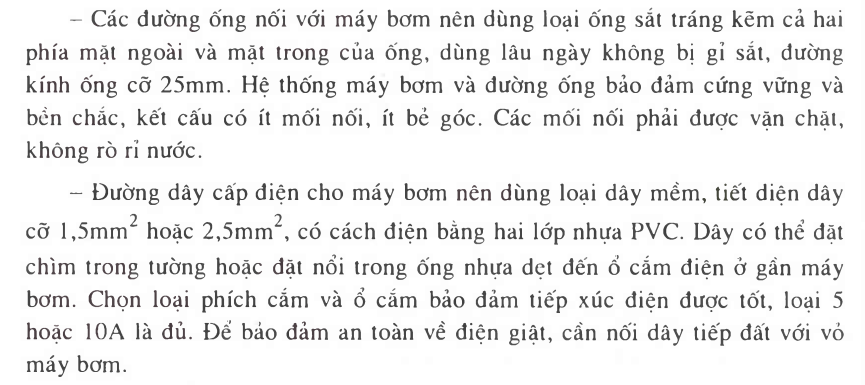 – Các đường ống nối với máy bơm nên dùng loại ống sắt tráng kẽm cả hai
phía mặt ngoài và mặt trong của ống, dùng lâu ngày không bị gỉ sắt, đường
kính ống cỡ 25mm. Hệ thống máy bơm và đường ống bảo đảm cứng vững và
bền chắc, kết cấu có ít mối nối, ít bẻ góc. Các mối nối phải được vặn chặt,
không rò rỉ nước.
– Đường dây cấp điện cho máy bơm nên dùng loại dây mềm, tiết diện dây
cỡ 1,5mm² hoặc 2,5mm², có cách điện bằng hai lớp nhựa PVC. Dây có thể đặt
chìm trong tường hoặc đặt nổi trong ống nhựa dẹt đến ổ cắm điện ở gần máy
bơm. Chọn loại phích cắm và ổ cắm bảo đảm tiếp xúc điện được tốt, loại 5
hoặc 10A là đủ. Để bảo đảm an toàn về điện giật, cần nối dây tiếp đất với vỏ
máy bơm.